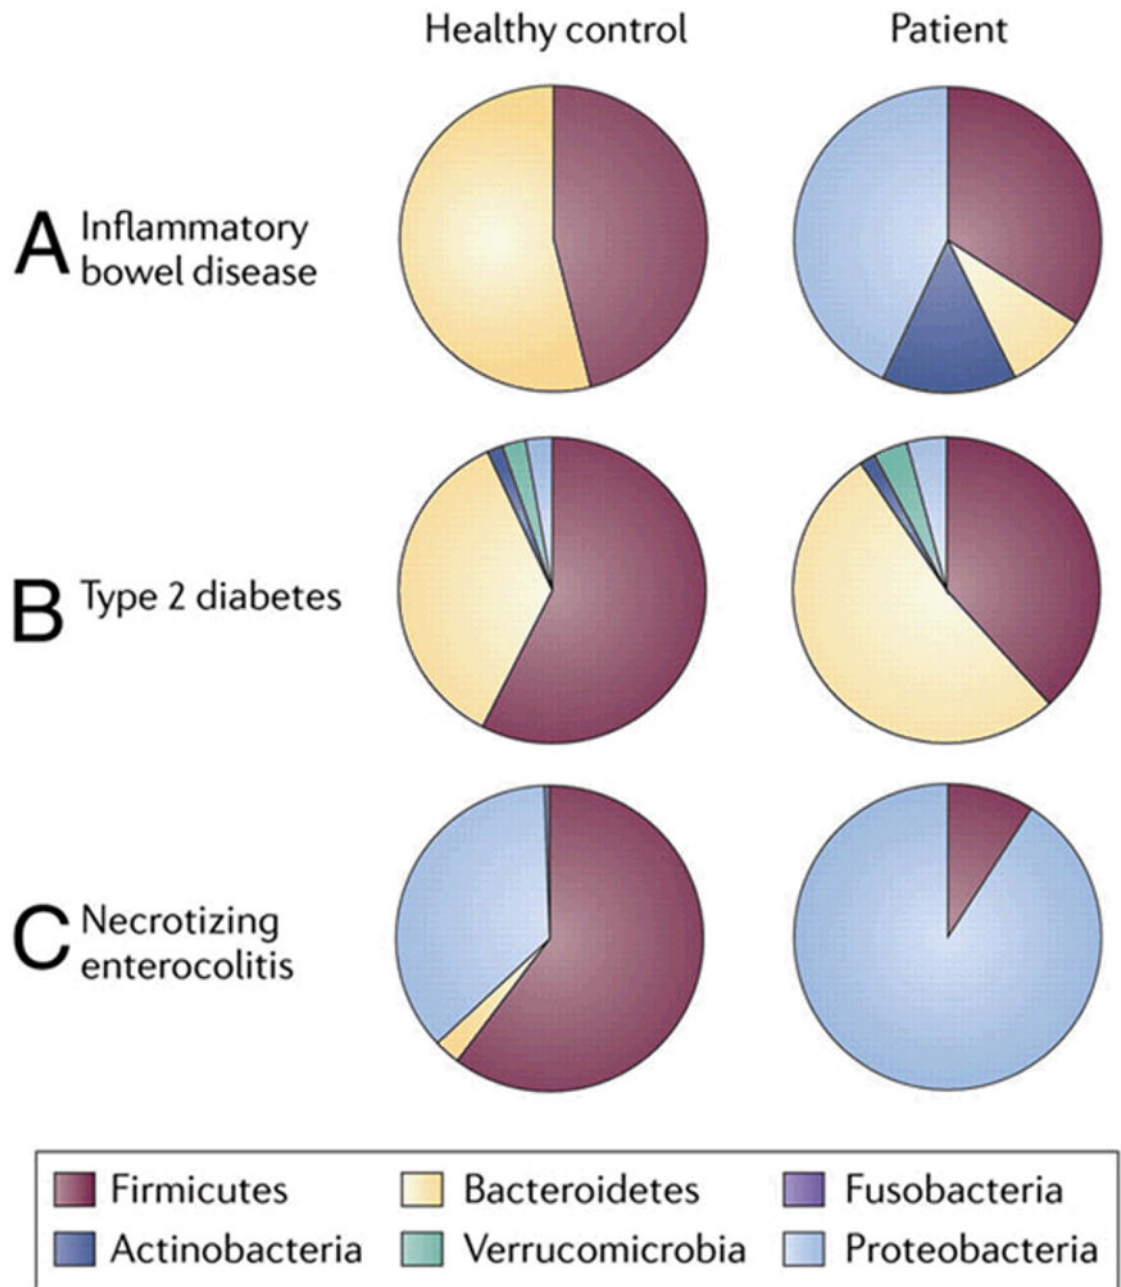 Healthy control
Patient
A
Inflammatory
bowel disease
B
Type 2 diabetes
C
Necrotizing
enterocolitis
Firmicutes
Bacteroidetes
Fusobacteria
Actinobacteria
Verrucomicrobia
Proteobacteria